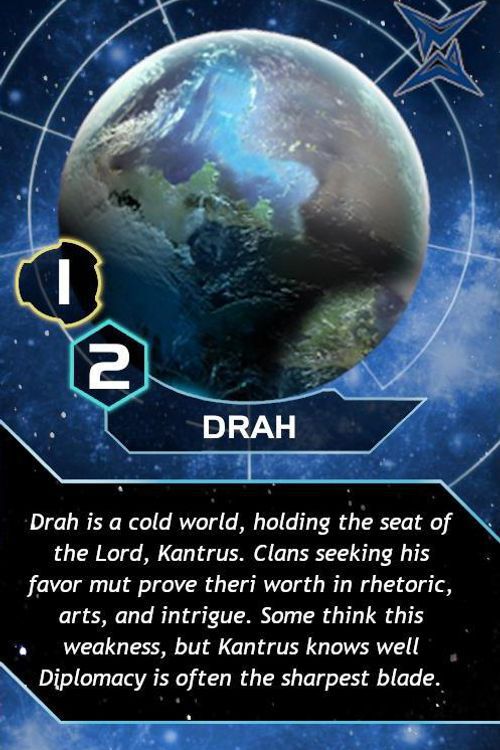 1
2
DRAH
Drah is a cold world, holding the seat of
the Lord, Kantrus. Clans seeking his
favor mut prove theri worth in rhetoric,
arts, and intrigue. Some think this
weakness, but Kantrus knows well
Diplomacy is often the sharpest blade.